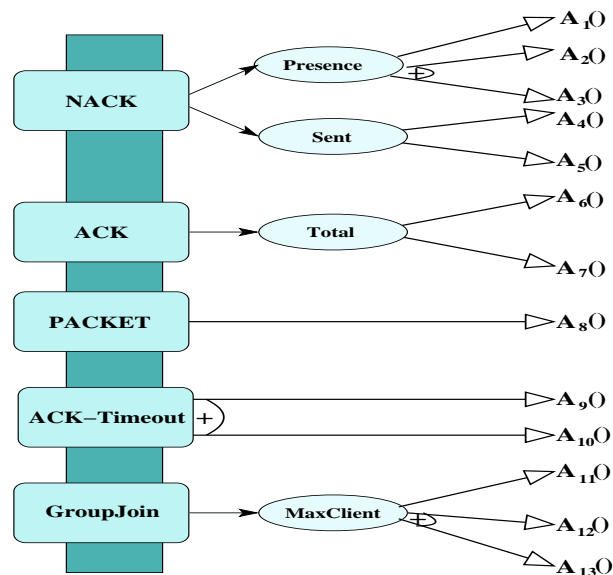 A1()
Presence
A2()
+
NACK
A3()
A4()
Sent
A5()
A6()
ACK
Total
A7()
PACKET
A8()
A9()
ACK-Timeout
+
A10()
A11()
GroupJoin
MaxClient
+
A12()
A13()